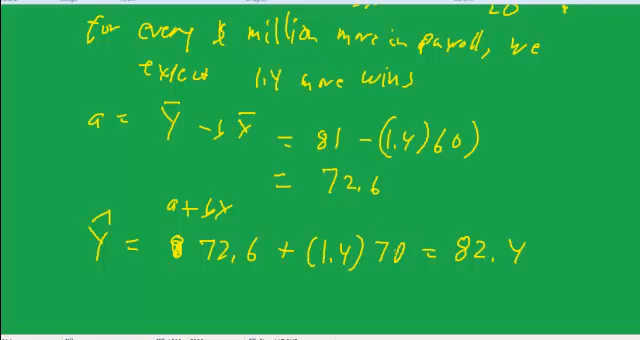 20
for every $ million more in payroll, we
expect 1.4 more wins
a = Y̅ - b X̅ = 81 - (1.4)60)
= 72.6
a + bx
Ŷ = 72.6 + (1.4) 70 = 82.4